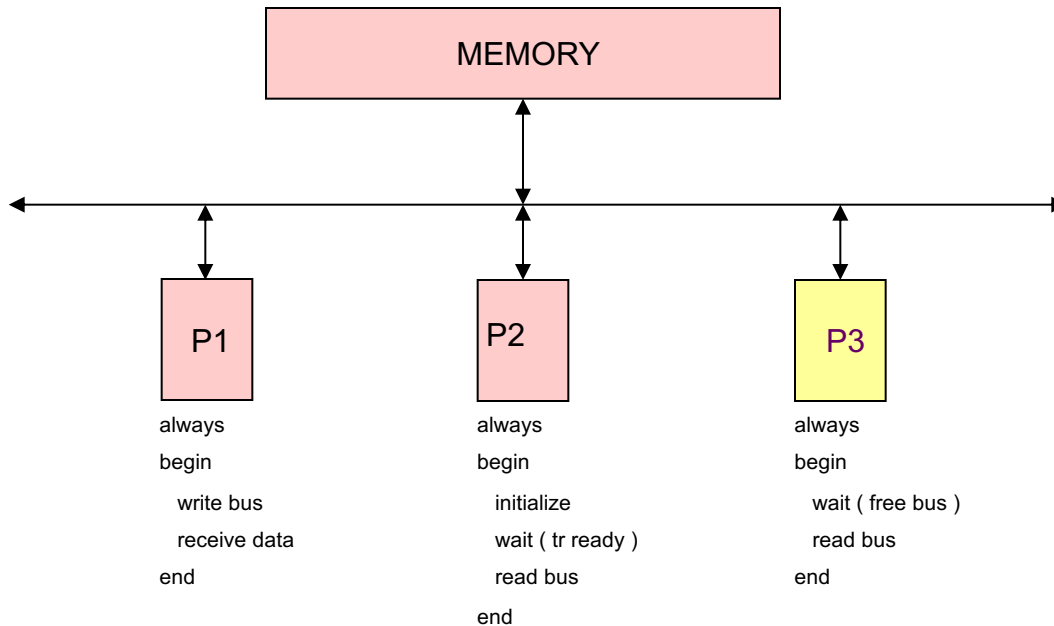 MEMORY
P1
P2
P3
always
begin
write bus
receive data
end
always
begin
initialize
wait ( tr ready )
read bus
end
always
begin
wait ( free bus )
read bus
end